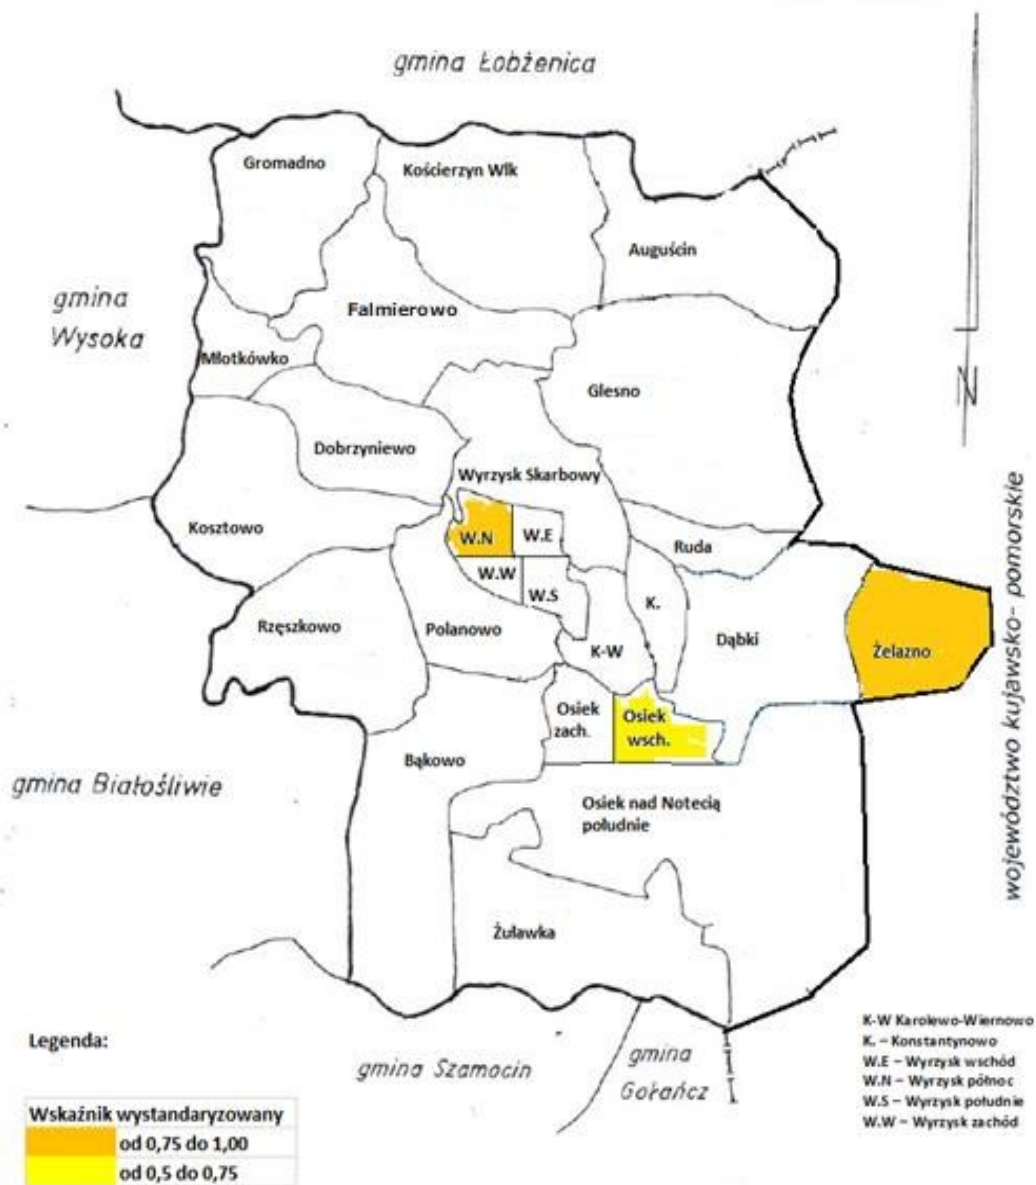 gmina Łobżenica
Gromadno
Kościerzyn Wlk
Auguścin
gmina
Wysoka
Falmierowo
Młotkówko
Glesno
N
Dobrzyniewo
Wyrzysk Skarbowy
Kosztowo
W.N
W.E
Ruda
W.W
W.S
K.
Rzęszkowo
Polanowo
K-W
Dąbki
Żelazno
województwo kujawsko- pomorskie
Osiek
zach.
Osiek
wsch.
Bąkowo
gmina Białośliwie
Osiek nad Notecią
południe
Żuławka
Legenda:
gmina Szamocin
gmina
Gołańcz
K-W Karolewo-Wiernowo
K. – Konstantynowo
W.E – Wyrzysk wschód
W.N – Wyrzysk północ
W.S – Wyrzysk południe
W.W – Wyrzysk zachód
Wskaźnik wystandaryzowany
od 0,75 do 1,00
od 0,5 do 0,75